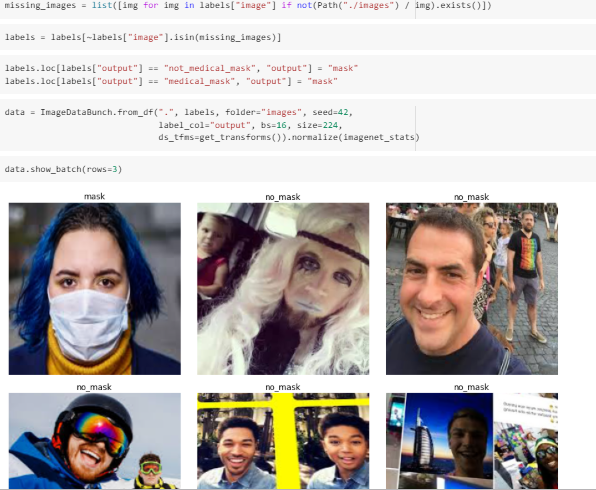 missing_images = list([img for img in labels["image"] if not(Path("./images") / img).exists()])
labels = labels[~labels["image"].isin(missing_images)]
labels.loc[labels["output"] == "not_medical_mask", "output"] = "mask"
labels.loc[labels["output"] == "medical_mask", "output"] = "mask"
data = ImageDataBunch.from_df(".", labels, folder="images", seed=42,
label_col="output", bs=16, size=224,
ds_tfms=get_transforms()).normalize(imagenet_stats)
data.show_batch(rows=3)
mask
no_mask
no_mask
no_mask
no_mask
no_mask